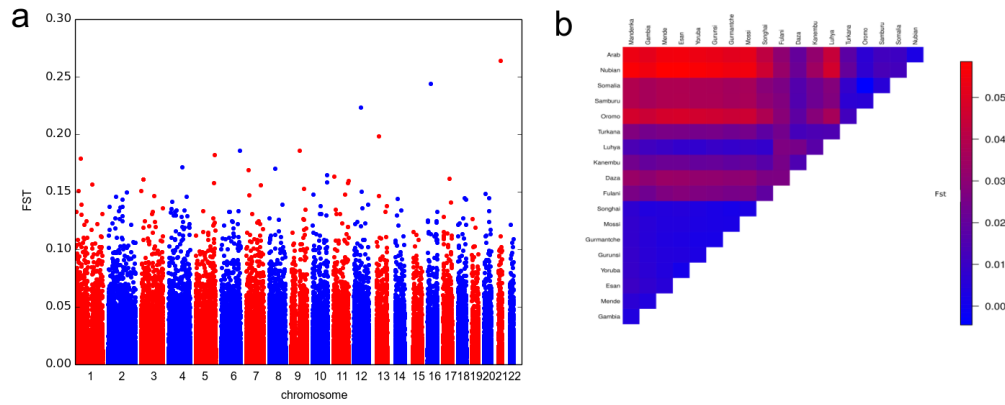 a
0.30
0.25
0.20
0.15
0.10
0.05
0.00
FST
1 2 3 4 5 6 7 8 9 10 11 12 13 14 15 16 17 18 19 20 21 22
chromosome
b
Mandenka Gambia Mende Esan Yoruba Gurunsi Gurmantche Mossi Songhai Fulani Daza Kanembu Luhya Turkana Oromo Samburu Somalia Nubian
Arab
Nubian
Somalia
Samburu
Oromo
Turkana
Luhya
Kanembu
Daza
Fulani
Songhai
Mossi
Gurmantche
Gurunsi
Yoruba
Esan
Mende
Gambia
Fst
0.05
0.04
0.03
0.02
0.01
0.00